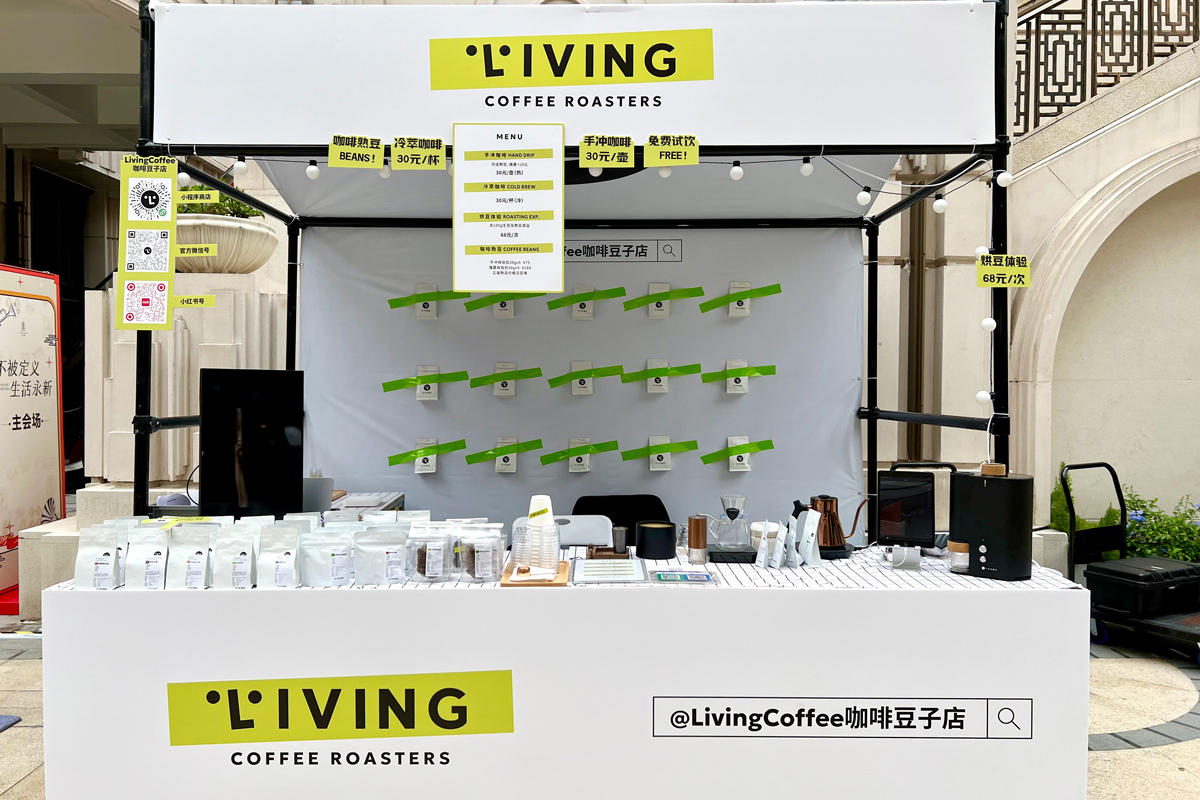 LIVING
COFFEE ROASTERS
咖啡熟豆
BEANS!
冷萃咖啡
30元/杯
MENU
手冲咖啡 HAND DRIP
30元/壶(热)
冷萃咖啡 COLD BREW
30元/杯(冷)
烘豆体验 ROASTING EXP.
68元/次
咖啡熟豆 COFFEE BEANS
手冲咖啡
30元/壶
免费试饮
FREE!
LivingCoffee
咖啡豆子店
小程序商店
官方微信号
小红书号
ee咖啡豆子店
烘豆体验
68元/次
不被定义
生活永新
·主会场·
LIVING
COFFEE ROASTERS
@LivingCoffee咖啡豆子店